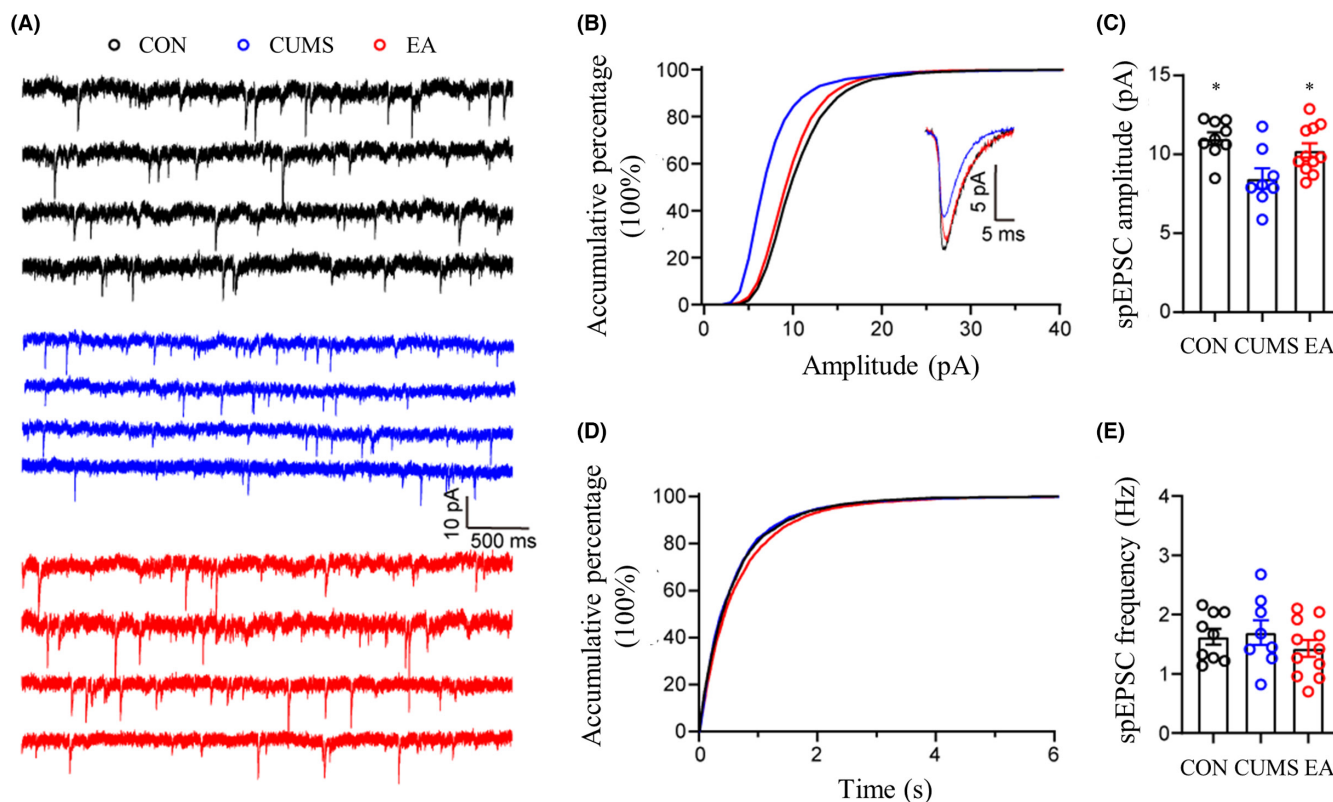 (A)
CON CUMS EA
10 pA
500 ms
(B)
Accumulative percentage
(100%)
100
80
60
40
20
0
0 10 20 30 40
Amplitude (pA)
5 pA
5 ms
(C)
spEPSC amplitude (pA)
15
10
5
0
* *
CON CUMS EA
(D)
Accumulative percentage
(100%)
100
80
60
40
20
0
0 2 4 6
Time (s)
(E)
spEPSC frequency (Hz)
4
3
2
1
0
CON CUMS EA